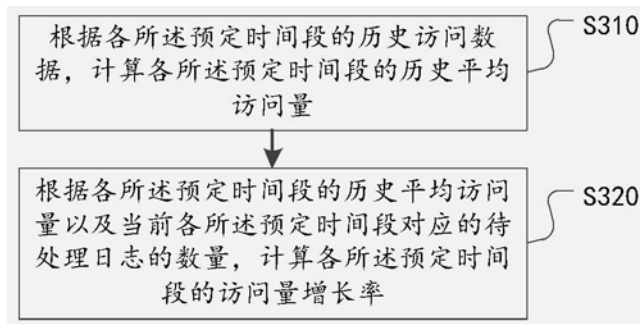 根据各所述预定时间段的历史访问数
据，计算各所述预定时间段的历史平均
访问量
S310
根据各所述预定时间段的历史平均访问
量以及当前各所述预定时间段对应的待
处理日志的数量，计算各所述预定时间
段的访问量增长率
S320